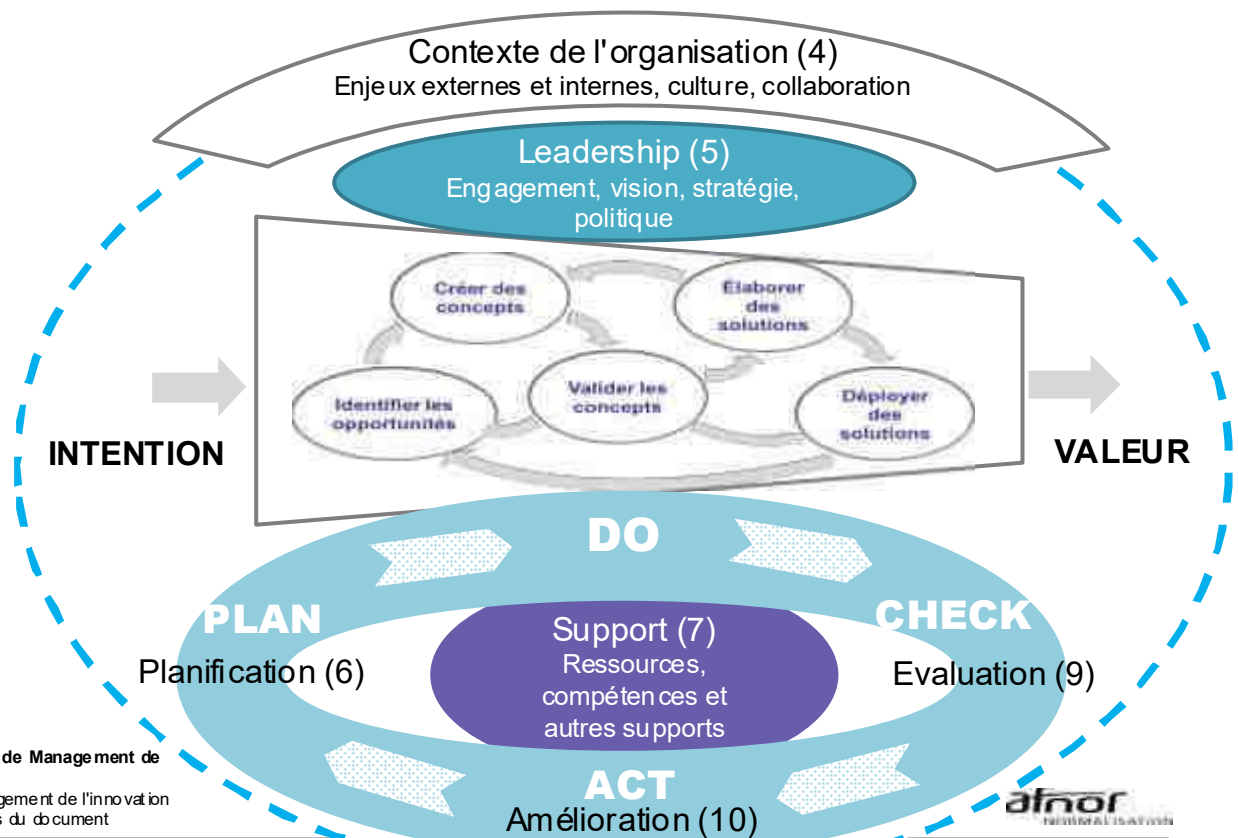 Contexte de l'organisation (4)
Enjeux externes et internes, culture, collaboration
Leadership (5)
Engagement, vision, stratégie,
politique
Créer des
concepts
Élaborer
des
solutions
Identifier les
opportunités
Valider les
concepts
Déployer
des
solutions
INTENTION
VALEUR
DO
PLAN
CHECK
Planification (6)
Support (7)
Ressources,
compétences et
autres supports
Evaluation (9)
ACT
Amélioration (10)
de Management de
gement de l'innovation
s du document
afnor
NORMALISATION